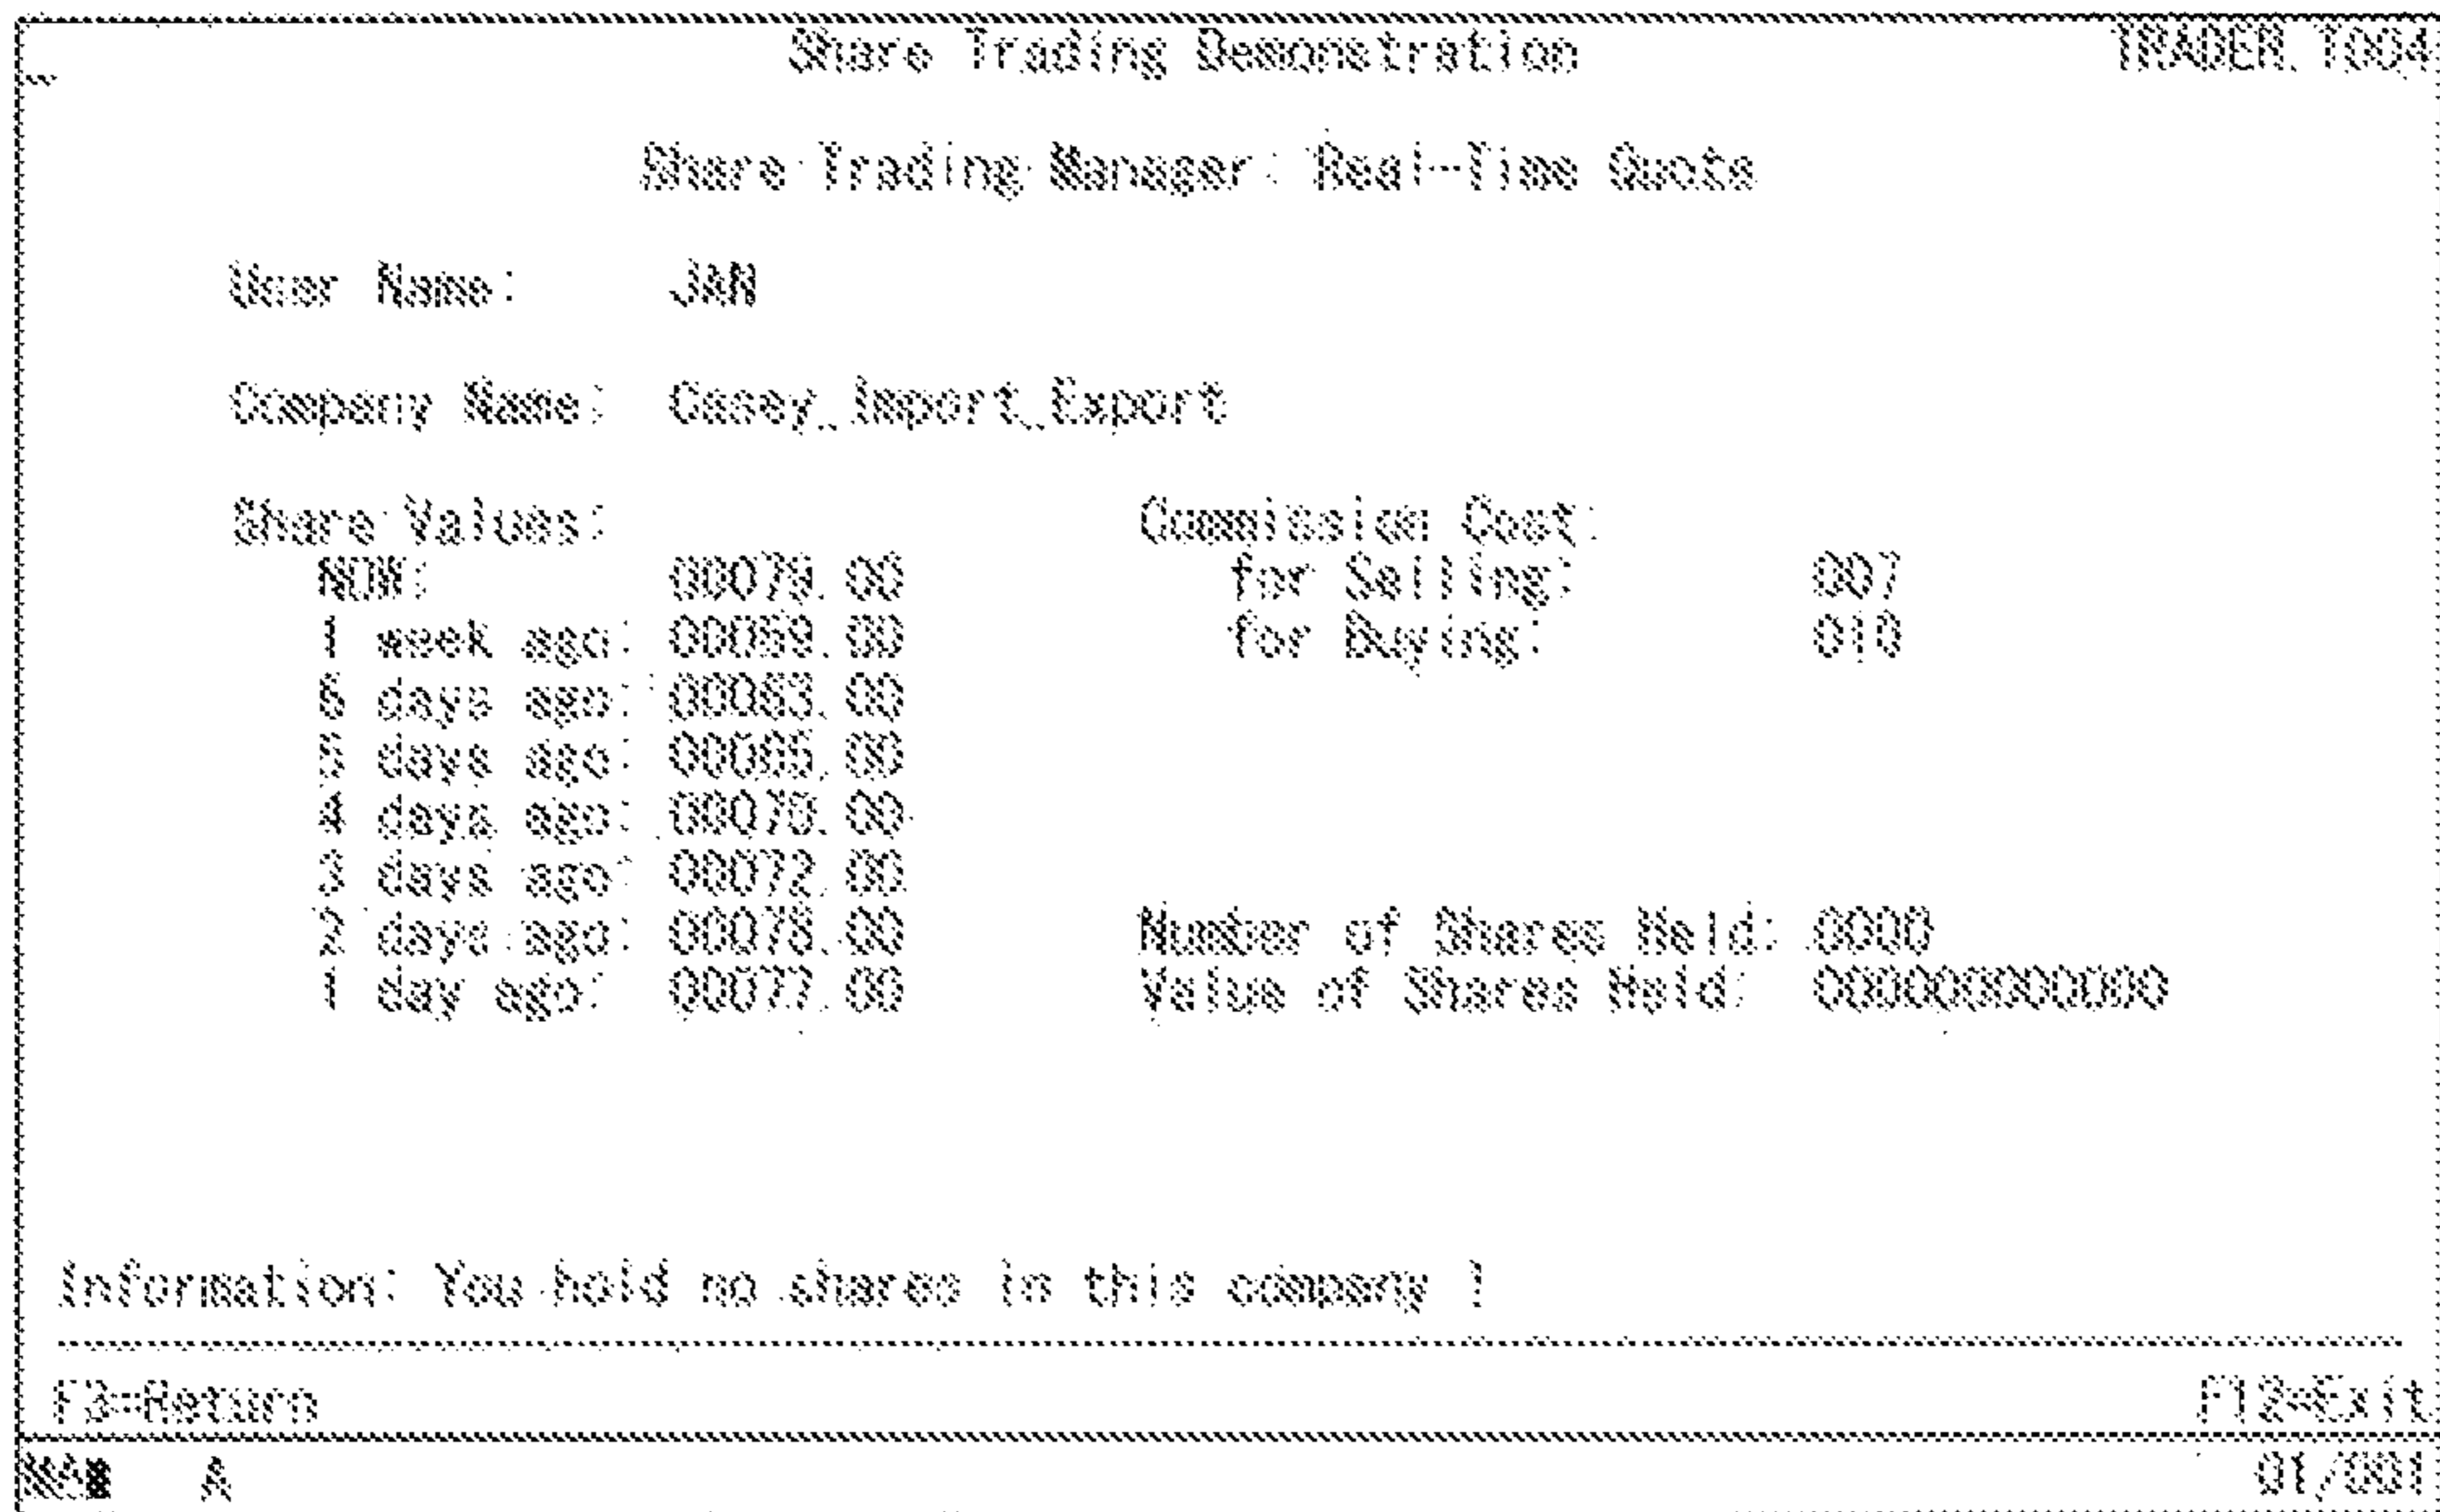 Share Trading Demonstration TRADER.T004
Share Trading Manager: Real-Time Quote
User Name: JAN
Company Name: Casey_Import_Export
Share Values: Commission Cost:
NOW: 00079.00 for Selling: 007
1 week ago: 00059.00 for Buying: 010
6 days ago: 00063.00
5 days ago: 00065.00
4 days ago: 00070.00
3 days ago: 00072.00
2 days ago: 00078.00 Number of Shares Held: 0000
1 day ago: 00077.00 Value of Shares Held: 000000000000
Information: You hold no shares in this company !
F3=Return F12=Exit
A 01/001